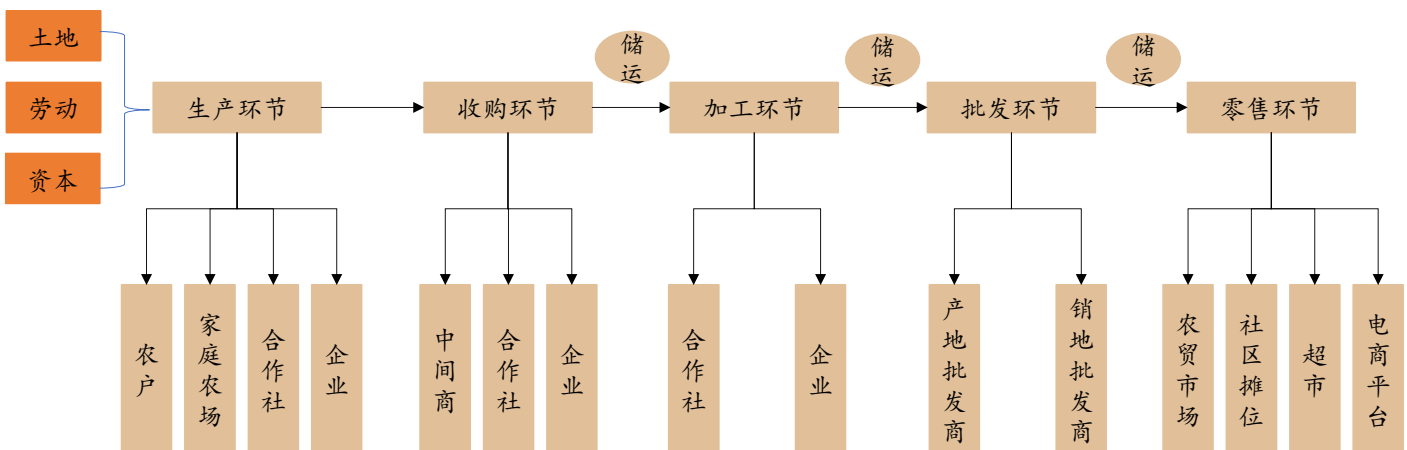 土地
劳动
资本
储运
储运
储运
生产环节
收购环节
加工环节
批发环节
零售环节
农户
家庭农场
合作社
企业
中间商
合作社
企业
合作社
企业
产地批发商
销地批发商
农贸市场
社区摊位
超市
电商平台